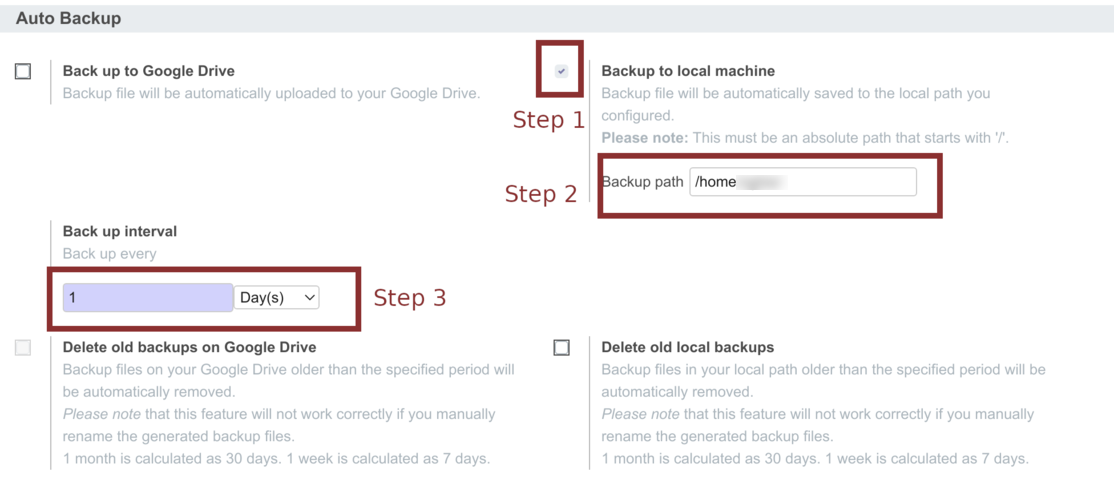 Auto Backup
Back up to Google Drive
Backup file will be automatically uploaded to your Google Drive.
Step 1
Backup to local machine
Backup file will be automatically saved to the local path you
configured.
Please note: This must be an absolute path that starts with '/'.
Step 2
Backup path /home
Back up interval
Back up every
1 Day(s)
Step 3
Delete old backups on Google Drive
Backup files on your Google Drive older than the specified period will
be automatically removed.
Please note that this feature will not work correctly if you manually
rename the generated backup files.
1 month is calculated as 30 days. 1 week is calculated as 7 days.
Delete old local backups
Backup files in your local path older than the specified period will be
automatically removed.
Please note that this feature will not work correctly if you manually
rename the generated backup files.
1 month is calculated as 30 days. 1 week is calculated as 7 days.